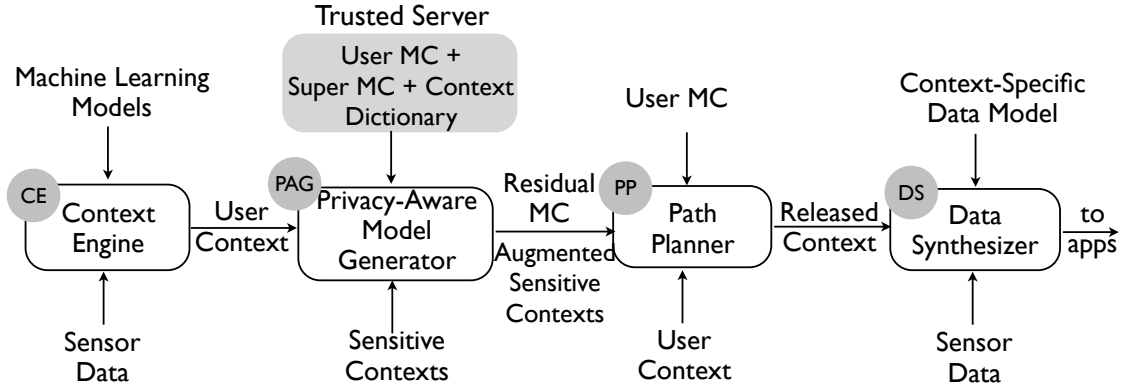 Trusted Server
User MC +
Super MC + Context
Dictionary
Machine Learning
Models
User MC
Context-Specific
Data Model
CE
Context
Engine
User
Context
PAG
Privacy-Aware
Model
Generator
Residual
MC
Augmented
Sensitive
Contexts
PP
Path
Planner
Released
Context
DS
Data
Synthesizer
to
apps
Sensor
Data
Sensitive
Contexts
User
Context
Sensor
Data